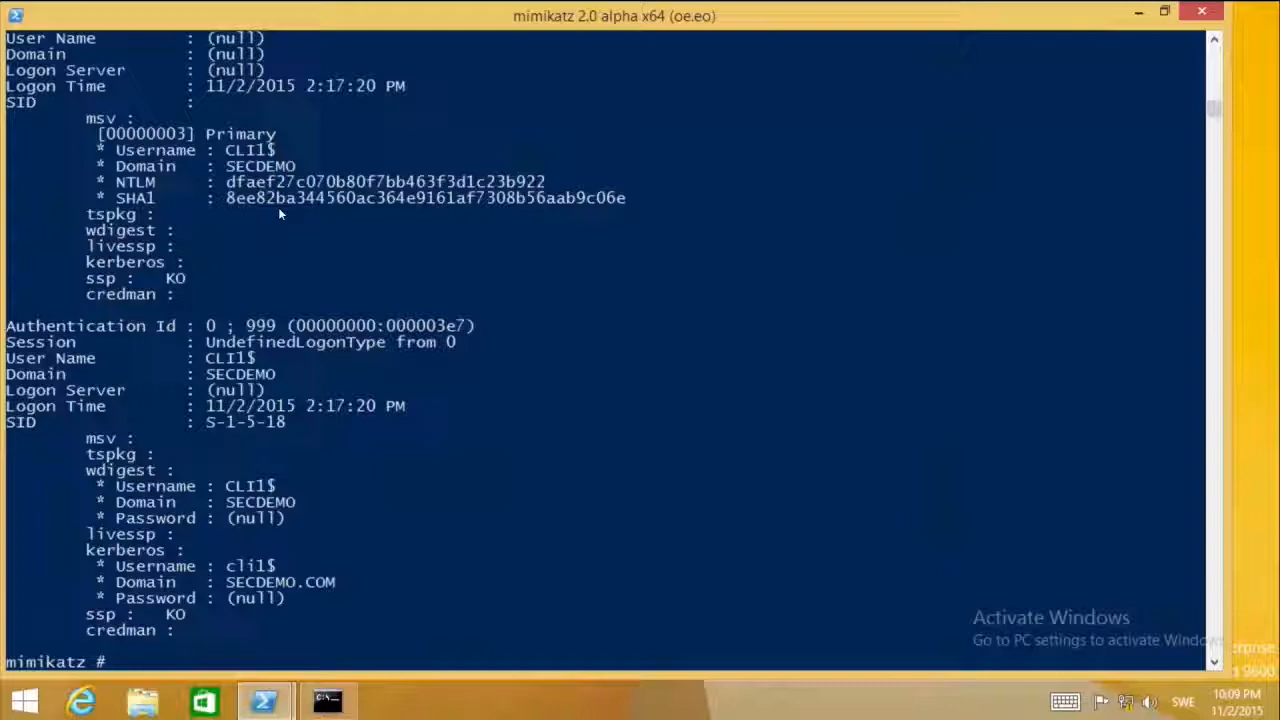 mimikatz 2.0 alpha x64 (oe.eo)
User Name : (null)
Domain : (null)
Logon Server : (null)
Logon Time : 11/2/2015 2:17:20 PM
SID :
msv :
[00000003] Primary
* Username : CLI1$
* Domain : SECDEMO
* NTLM : dfaef27c070b80f7bb463f3d1c23b922
* SHA1 : 8ee82ba344560ac364e9161af7308b56aab9c06e
tspkg :
wdigest :
livessp :
kerberos :
ssp : KO
credman :
Authentication Id : 0 ; 999 (00000000:000003e7)
Session : UndefinedLogonType from 0
User Name : CLI1$
Domain : SECDEMO
Logon Server : (null)
Logon Time : 11/2/2015 2:17:20 PM
SID : S-1-5-18
msv :
tspkg :
wdigest :
* Username : CLI1$
* Domain : SECDEMO
* Password : (null)
livessp :
kerberos :
* Username : cli1$
* Domain : SECDEMO.COM
* Password : (null)
ssp : KO
credman :
mimikatz #
Activate Windows
Go to PC settings to activate Windows
erprise
9600
SWE
10:09 PM
11/2/2015